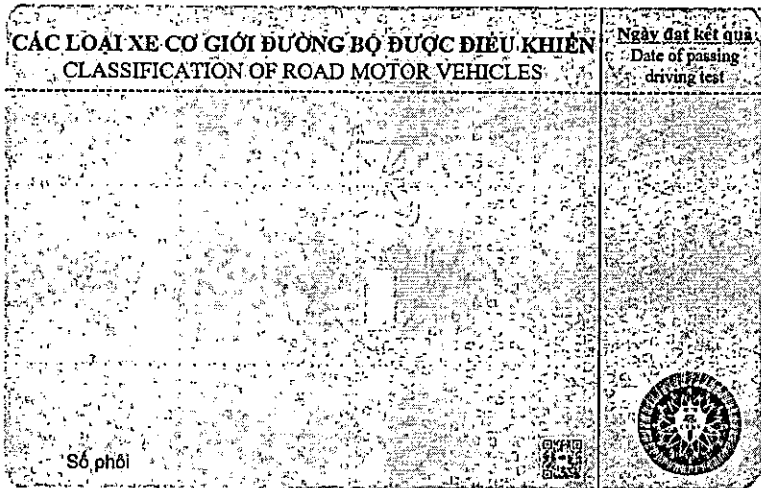 CÁC LOẠI XE CƠ GIỚI ĐƯỜNG BỘ ĐƯỢC ĐIỀU KHIỂN
CLASSIFICATION OF ROAD MOTOR VEHICLES
Ngày đạt kết quả
Date of passing
driving test
Số phôi